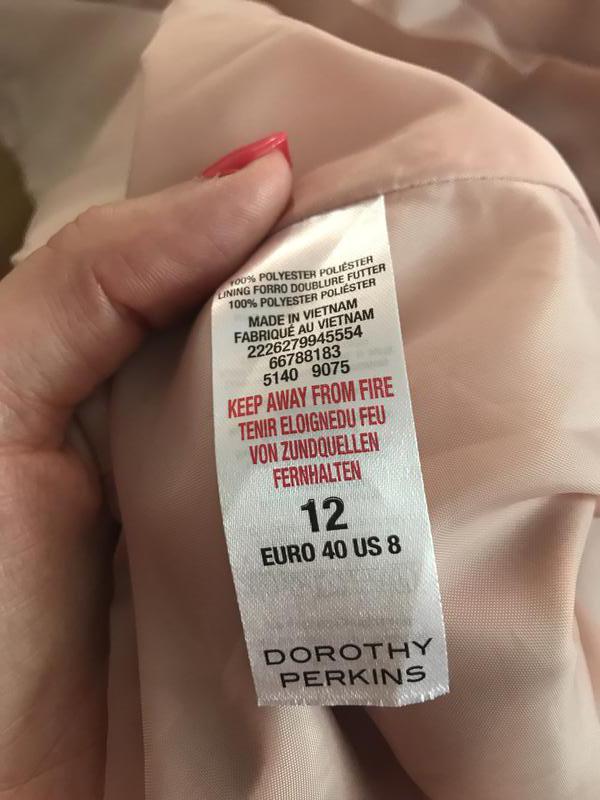 100% POLYESTER POLIÉSTER
LINING FORRO DOUBLURE FUTTER
100% POLYESTER POLIÉSTER
MADE IN VIETNAM
FABRIQUÉ AU VIETNAM
2226279945554
66788183
5140 9075
KEEP AWAY FROM FIRE
TENIR ELOIGNEDU FEU
VON ZUNDQUELLEN
FERNHALTEN
12
EURO 40 US 8
DOROTHY
PERKINS